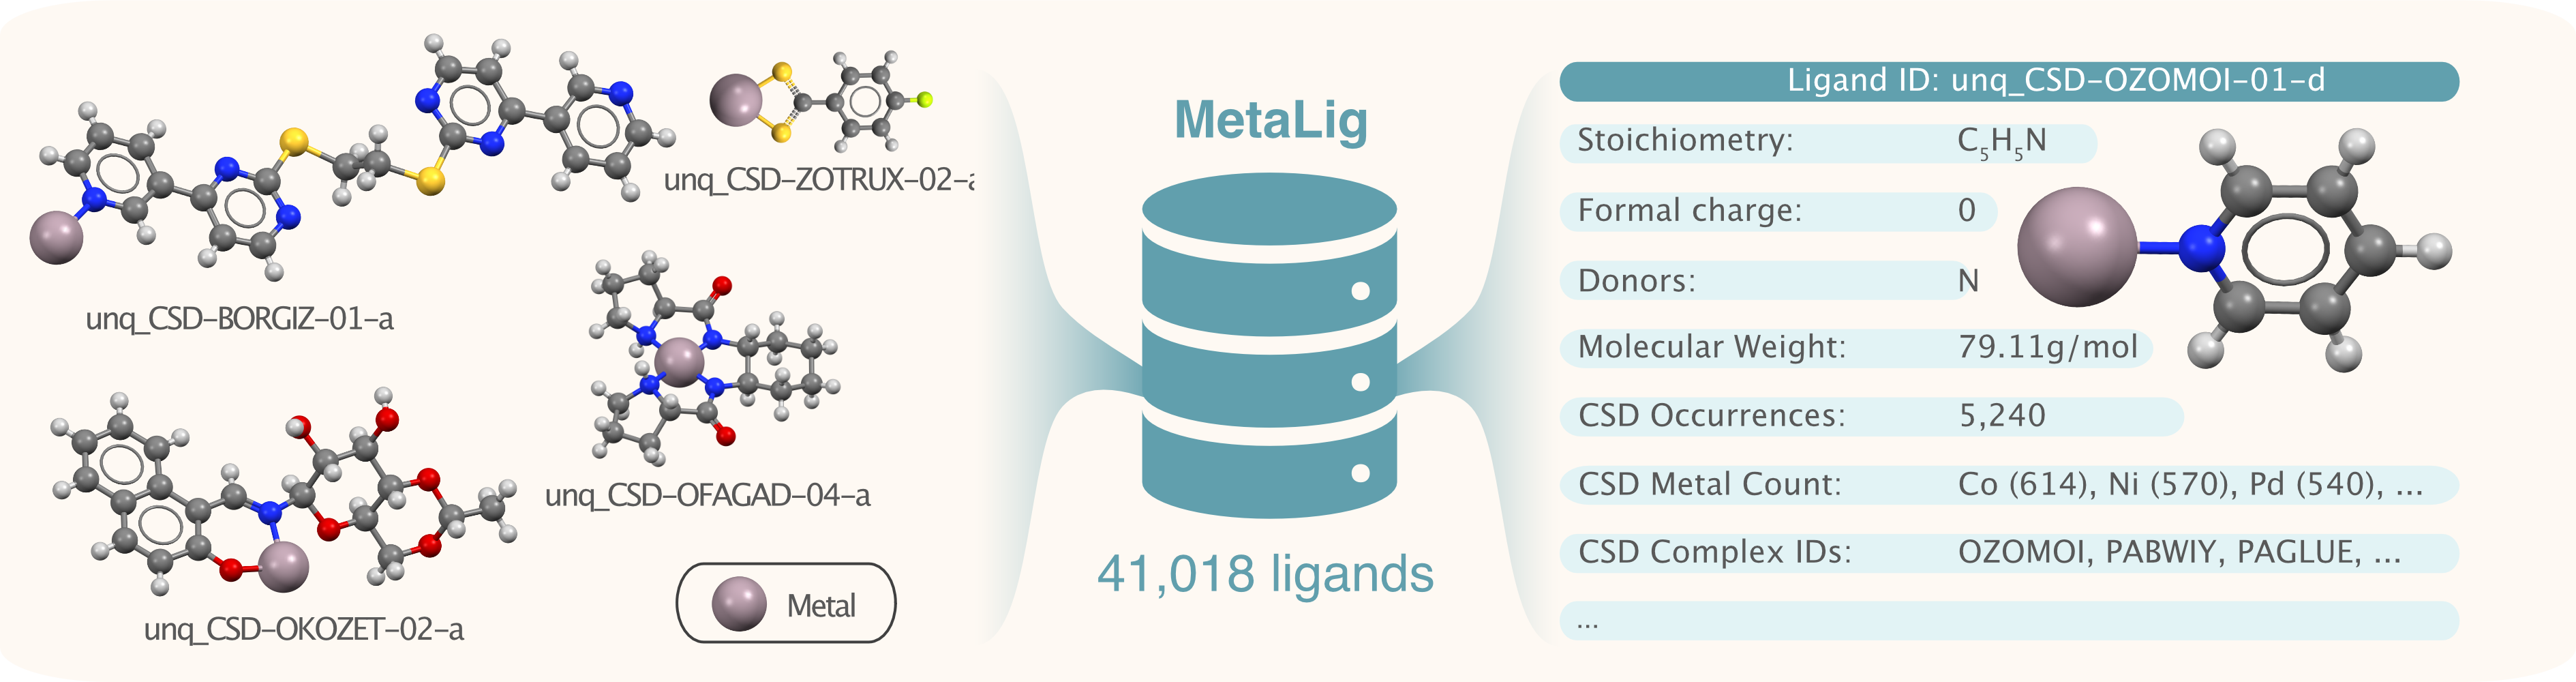 unq_CSD-BORGIZ-01-a
unq_CSD-ZOTRUX-02-a
unq_CSD-OFAGAD-04-a
unq_CSD-OKOZET-02-a
Metal
MetaLig
41,018 ligands
Ligand ID: unq_CSD-OZOMOI-01-d
Stoichiometry: C₅H₅N
Formal charge: 0
Donors: N
Molecular Weight: 79.11g/mol
CSD Occurrences: 5,240
CSD Metal Count: Co (614), Ni (570), Pd (540), ...
CSD Complex IDs: OZOMOI, PABWIY, PAGLUE, ...
...